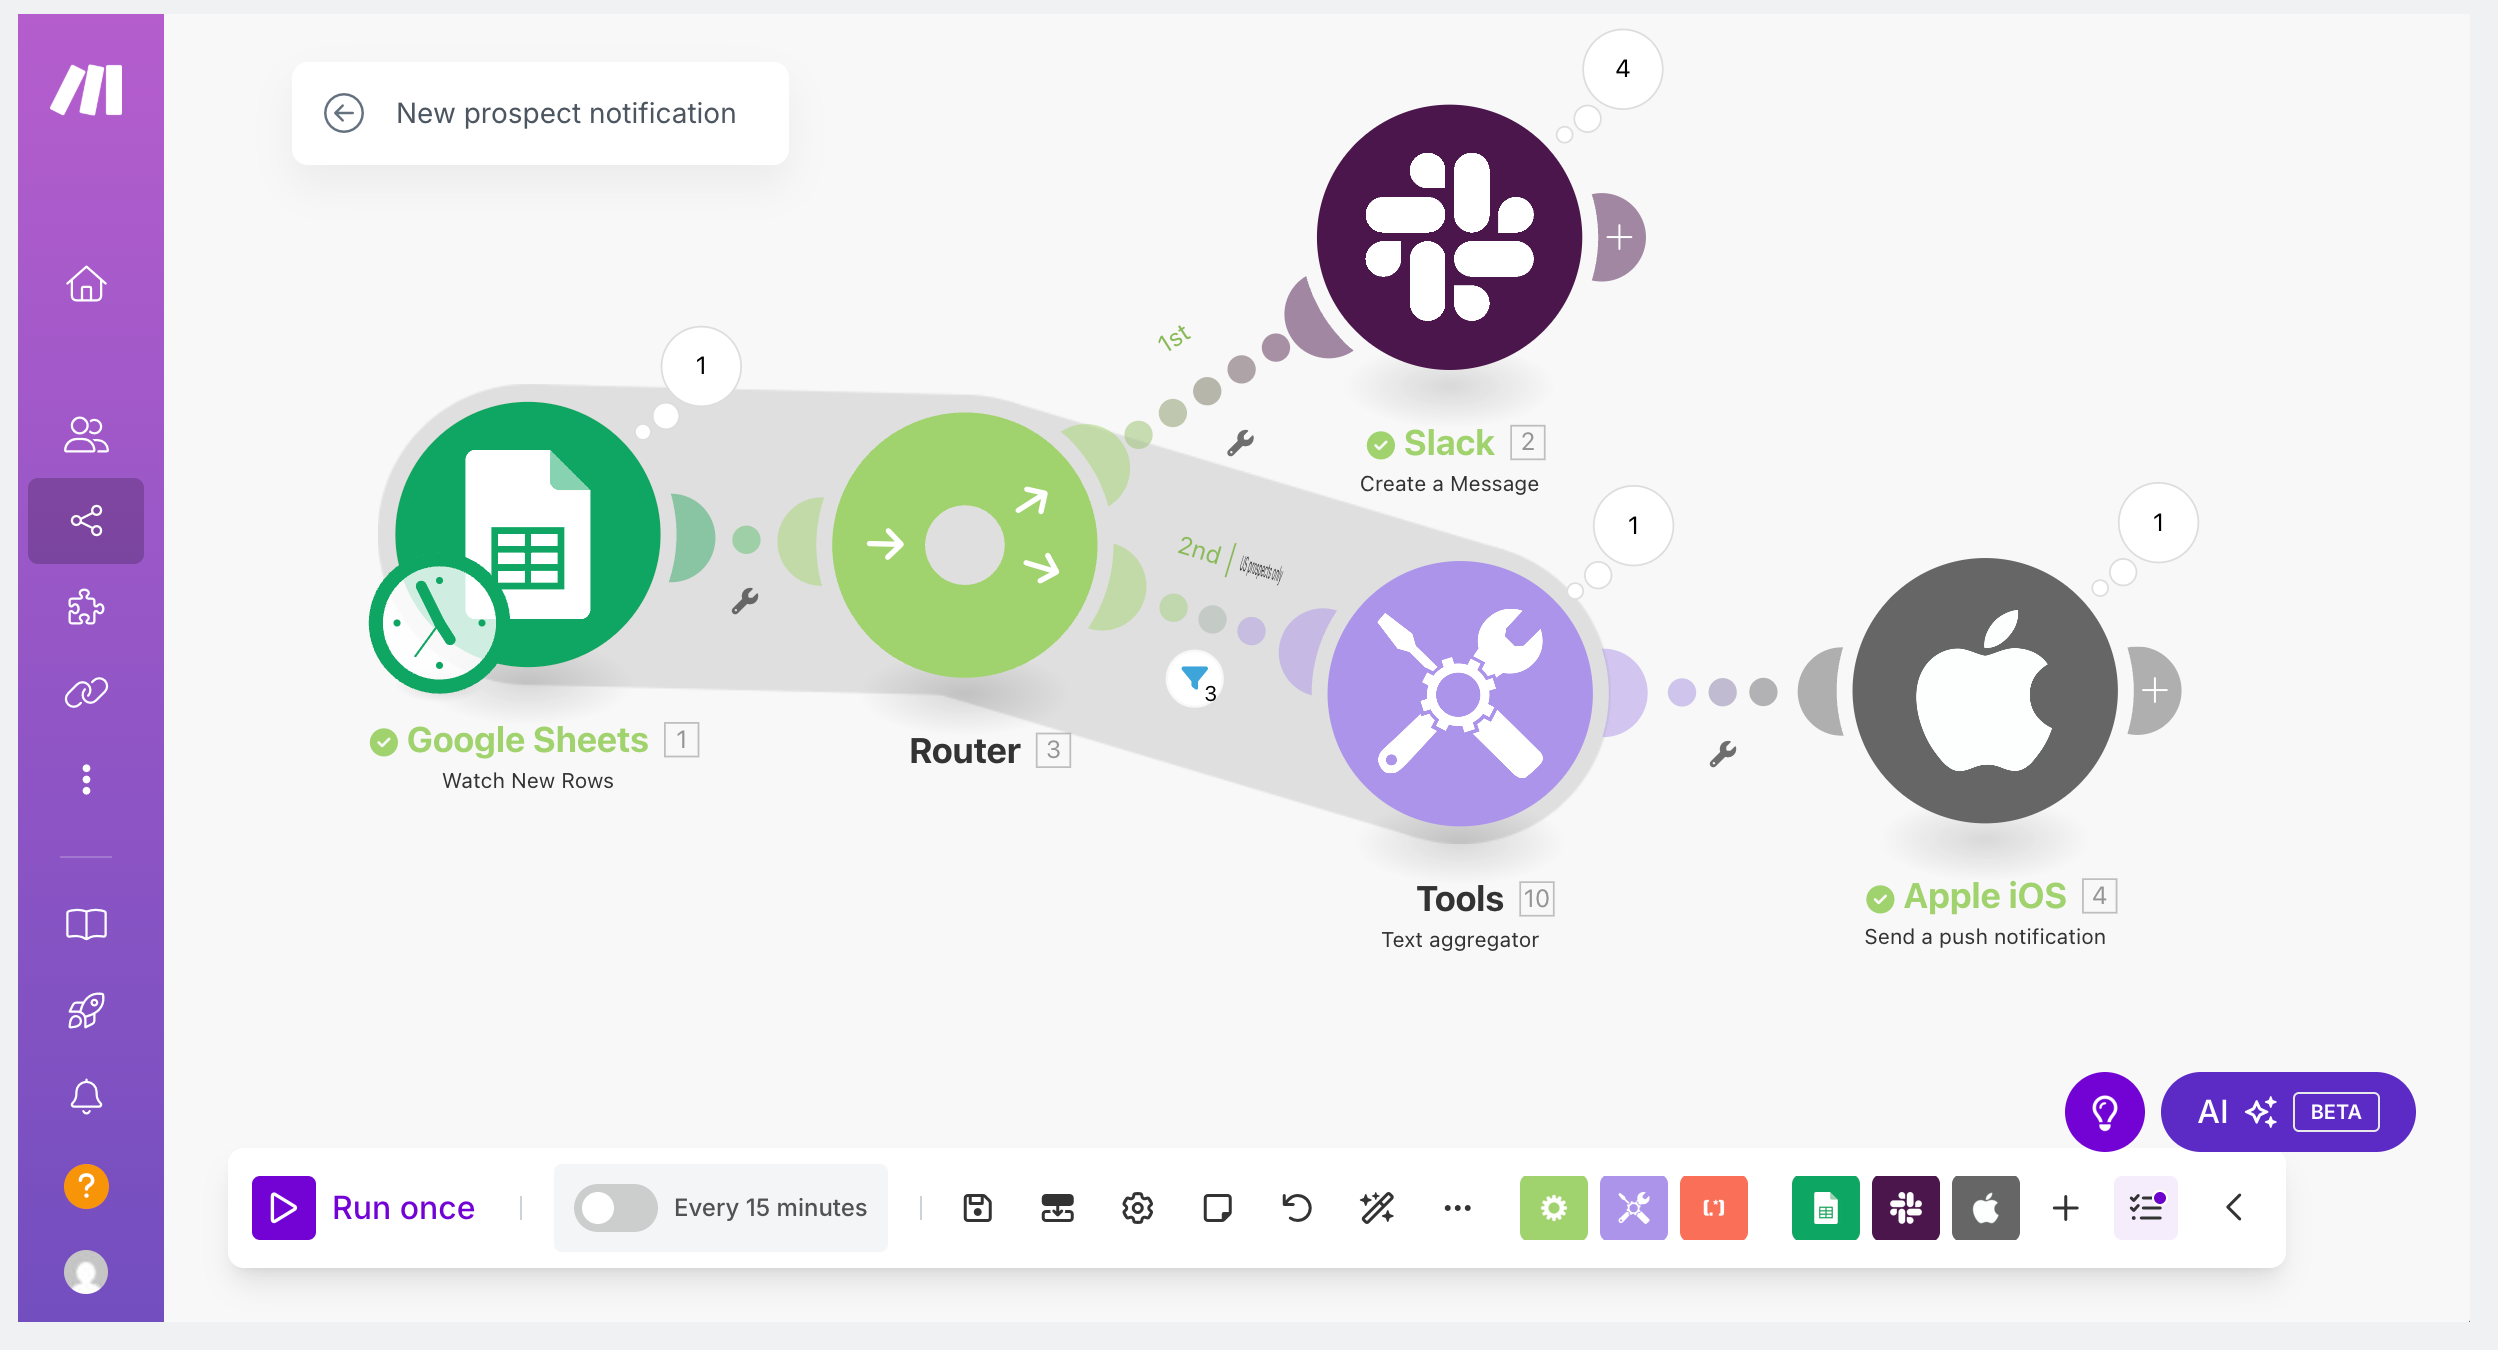 New prospect notification
4
1
1st
Slack 2
Create a Message
2nd | US prospects only
3
1
1
Google Sheets 1
Watch New Rows
Router 3
Tools 10
Text aggregator
Apple iOS 4
Send a push notification
AI BETA
?
Run once
Every 15 minutes